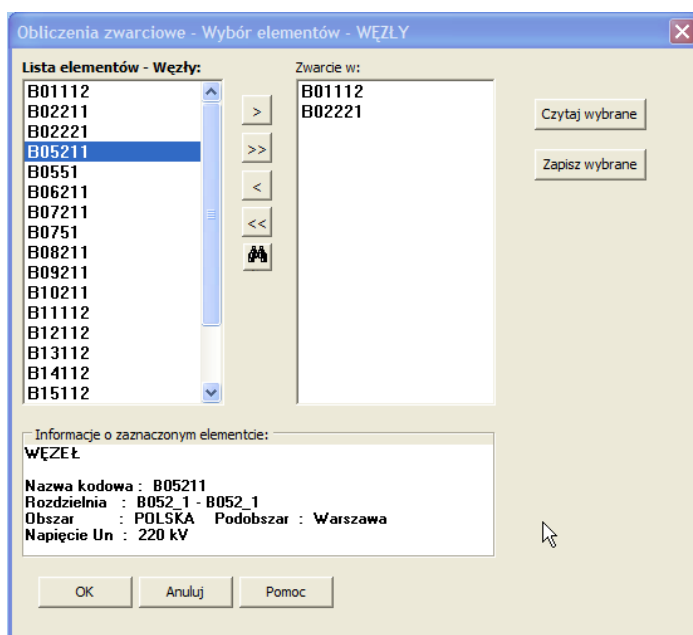 Obliczenia zwarciowe - Wybór elementów - WĘZŁY
Lista elementów - Węzły:
B01112
B02211
B02221
B05211
B0551
B06211
B07211
B0751
B08211
B09211
B10211
B11112
B12112
B13112
B14112
B15112
>
>>
<
<<
Zwarcie w:
B01112
B02221
Czytaj wybrane
Zapisz wybrane
Informacje o zaznaczonym elementcie:
WĘZEŁ
Nazwa kodowa : B05211
Rozdzielnia : B052_1 - B052_1
Obszar : POLSKA Podobszar : Warszawa
Napięcie Un : 220 kV
OK Anuluj Pomoc